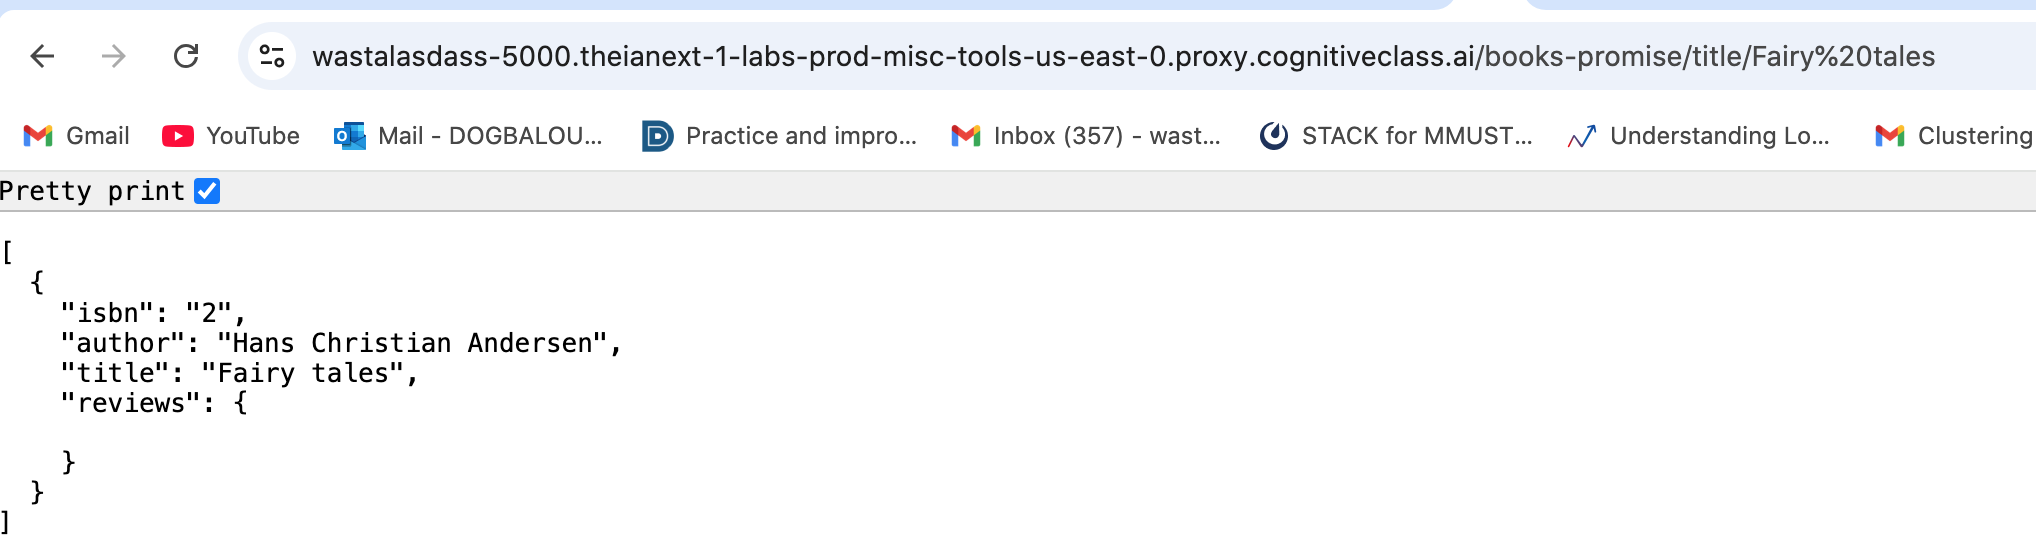 wastalasdass-5000.theianext-1-labs-prod-misc-tools-us-east-0.proxy.cognitiveclass.ai/books-promise/title/Fairy%20tales
Gmail YouTube Mail - DOGBALOU... Practice and impro... Inbox (357) - wast... STACK for MMUST... Understanding Lo... Clustering
Pretty print
[
  {
    "isbn": "2",
    "author": "Hans Christian Andersen",
    "title": "Fairy tales",
    "reviews": {
    }
  }
]